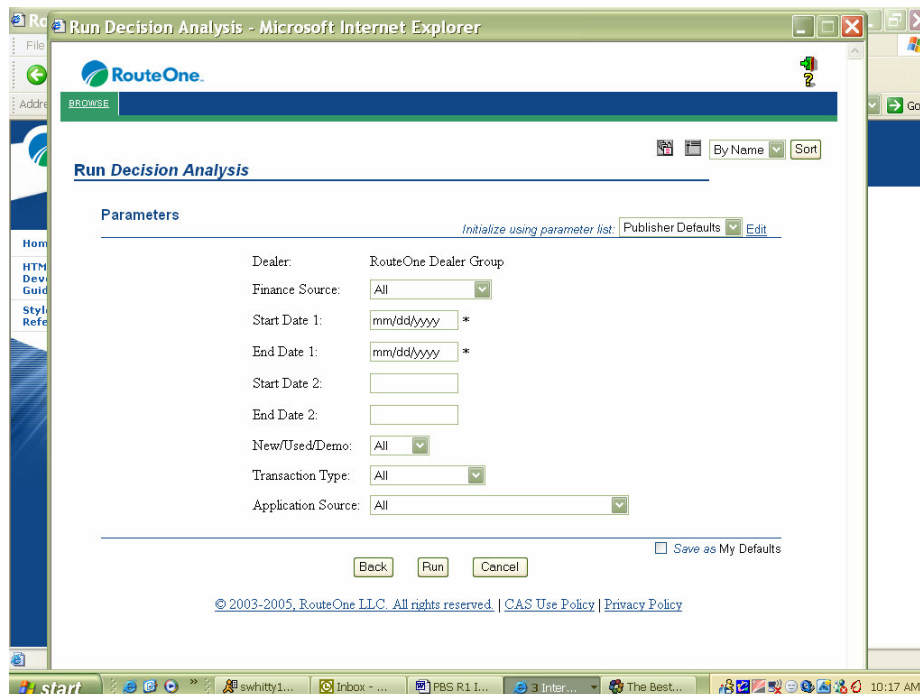 Ro
Run Decision Analysis - Microsoft Internet Explorer
File
RouteOne
Addre
Go
BROWSE
By Name Sort
Run Decision Analysis
Parameters
Initialize using parameter list: Publisher Defaults Edit
Hom
HTM
Deve
Guid
Styl
Refe
Dealer: RouteOne Dealer Group
Finance Source: All
Start Date 1: mm/dd/yyyy *
End Date 1: mm/dd/yyyy *
Start Date 2:
End Date 2:
New/Used/Demo: All
Transaction Type: All
Application Source: All
Save as My Defaults
Back Run Cancel
© 2003-2005, RouteOne LLC. All rights reserved. | CAS Use Policy | Privacy Policy
start swhitty1... Inbox - ... PBS R1 I... 3 Inter... The Best... 10:17 AM